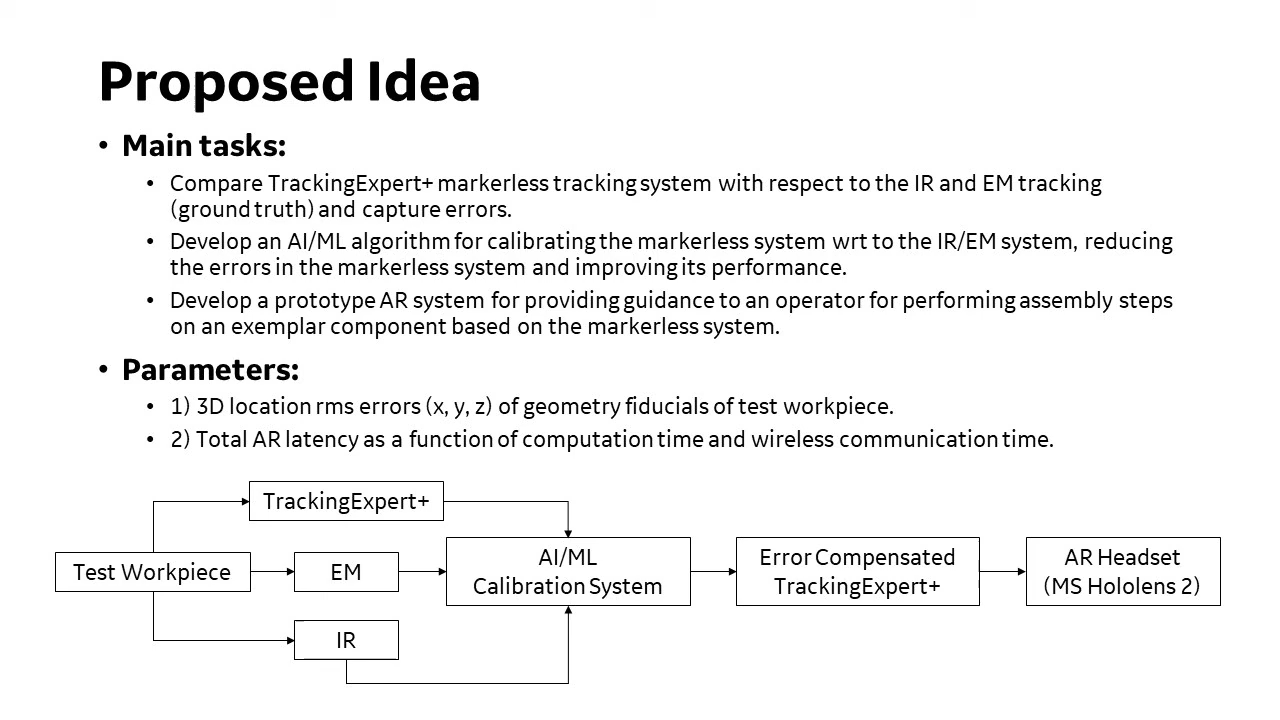 Proposed Idea
• Main tasks:
• Compare TrackingExpert+ markerless tracking system with respect to the IR and EM tracking
(ground truth) and capture errors.
• Develop an AI/ML algorithm for calibrating the markerless system wrt to the IR/EM system, reducing
the errors in the markerless system and improving its performance.
• Develop a prototype AR system for providing guidance to an operator for performing assembly steps
on an exemplar component based on the markerless system.
• Parameters:
• 1) 3D location rms errors (x, y, z) of geometry fiducials of test workpiece.
• 2) Total AR latency as a function of computation time and wireless communication time.
TrackingExpert+
Test Workpiece
EM
IR
AI/ML
Calibration System
Error Compensated
TrackingExpert+
AR Headset
(MS Hololens 2)